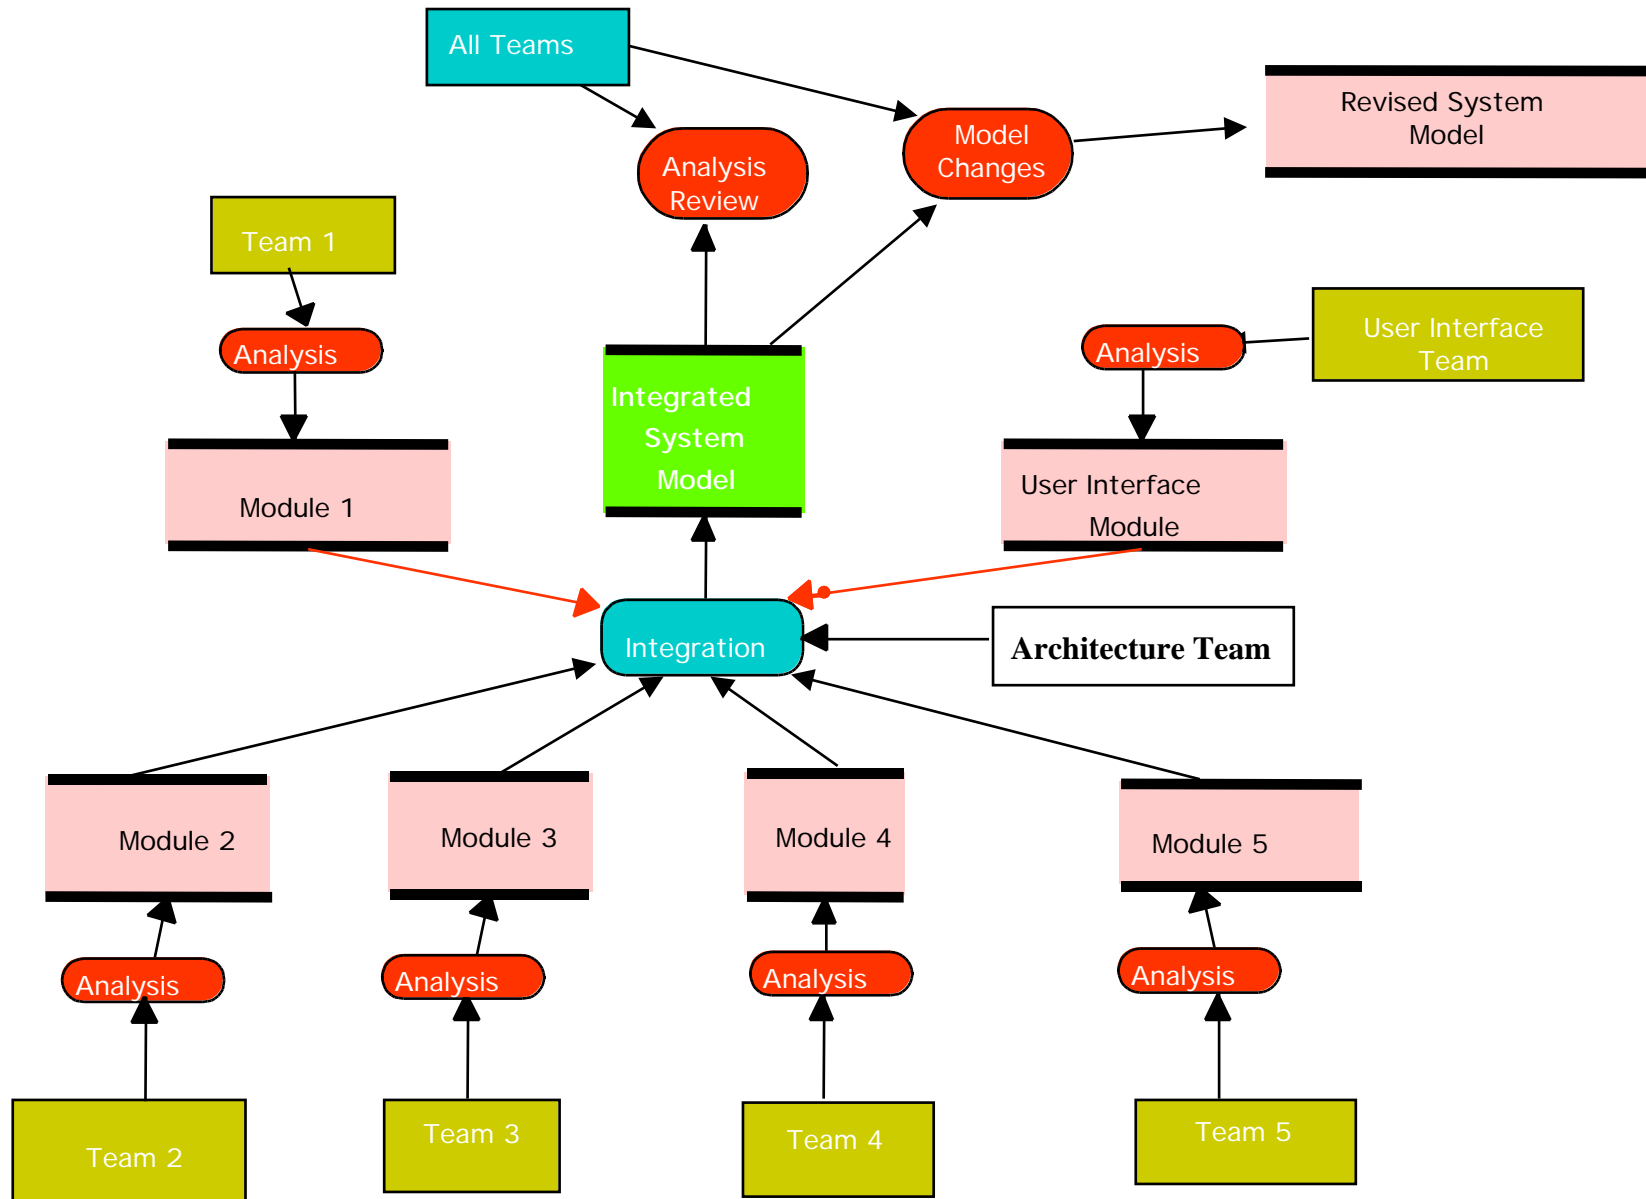 All Teams
Revised System
Model
Model
Changes
Analysis
Review
Team 1
User Interface
Team
Analysis
Analysis
Integrated
System
Model
Module 1
User Interface
Module
Integration
Architecture Team
Module 2
Module 3
Module 4
Module 5
Analysis
Analysis
Analysis
Analysis
Team 2
Team 3
Team 4
Team 5